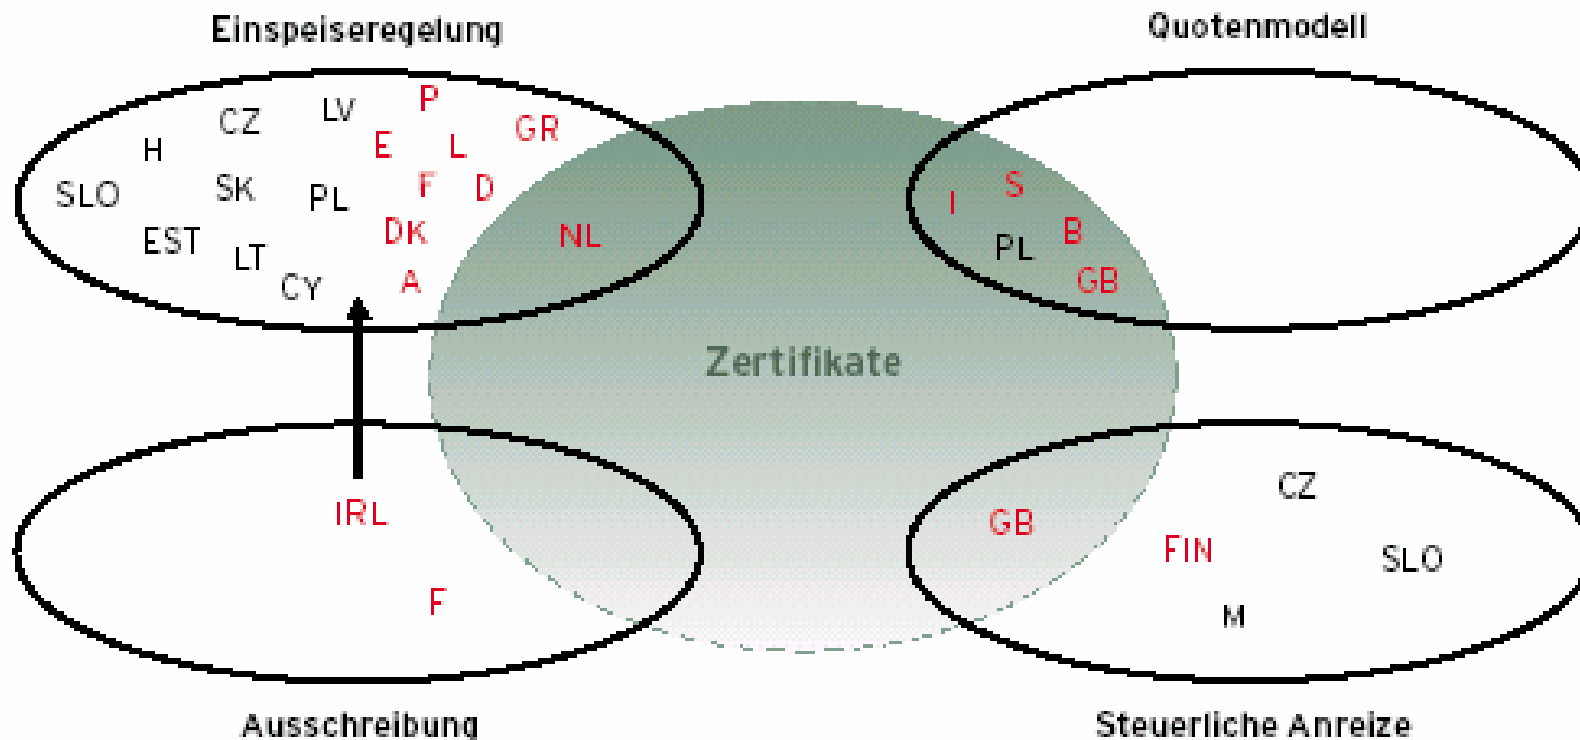 Einspeiseregelung
Quotenmodell
CZ LV P GR
H E L
SLO SK PL F D
EST LT DK NL
CY A
I S
PL B
GB
Zertifikate
IRL
F
GB FIN CZ
SLO
M
Ausschreibung
Steuerliche Anreize